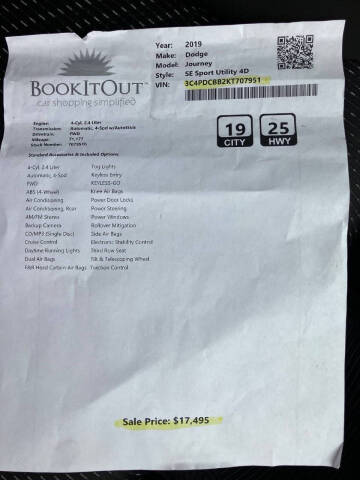 Year: 2019
Make: Dodge
Model: Journey
Style: SE Sport Utility 4D
VIN: 3C4PDCBB2KT707951
BOOKITOUT
car shopping simplified
Engine: 4-Cyl, 2.4 Liter
Transmission: Automatic, 4-Spd w/Autostick
Drivetrain: FWD
Mileage:
Stock Number:
19 CITY
25 HWY
Standard Accessories & Included Options:
4-Cyl, 2.4 Liter Fog Lights
Automatic, 4-Spd Keyless Entry
FWD KEYLESS-GO
ABS (4-Wheel) Knee Air Bags
Air Conditioning Power Door Locks
Air Conditioning, Rear Power Steering
AM/FM Stereo Power Windows
Backup Camera Rollover Mitigation
CD/MP3 (Single Disc) Side Air Bags
Cruise Control Electronic Stability Control
Daytime Running Lights Third Row Seat
Dual Air Bags Tilt & Telescoping Wheel
F&R Head Curtain Air Bags Traction Control
Sale Price: $17,495